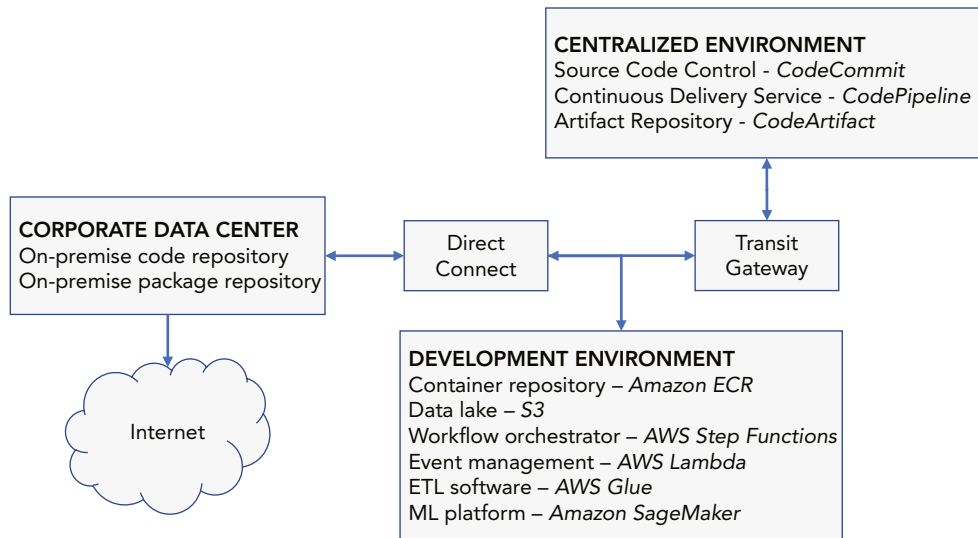 CENTRALIZED ENVIRONMENT
Source Code Control - CodeCommit
Continuous Delivery Service - CodePipeline
Artifact Repository - CodeArtifact
CORPORATE DATA CENTER
On-premise code repository
On-premise package repository
Direct
Connect
Transit
Gateway
Internet
DEVELOPMENT ENVIRONMENT
Container repository – Amazon ECR
Data lake – S3
Workflow orchestrator – AWS Step Functions
Event management – AWS Lambda
ETL software – AWS Glue
ML platform – Amazon SageMaker